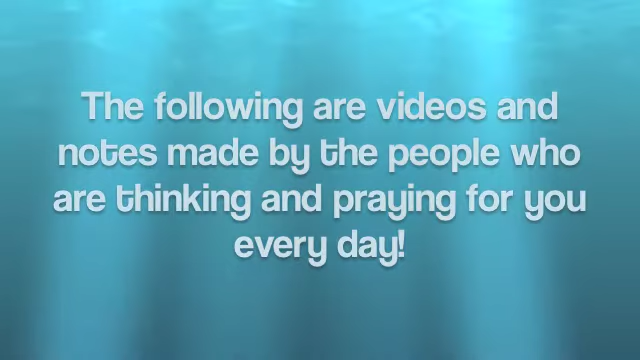 The following are videos and
notes made by the people who
are thinking and praying for you
every day!